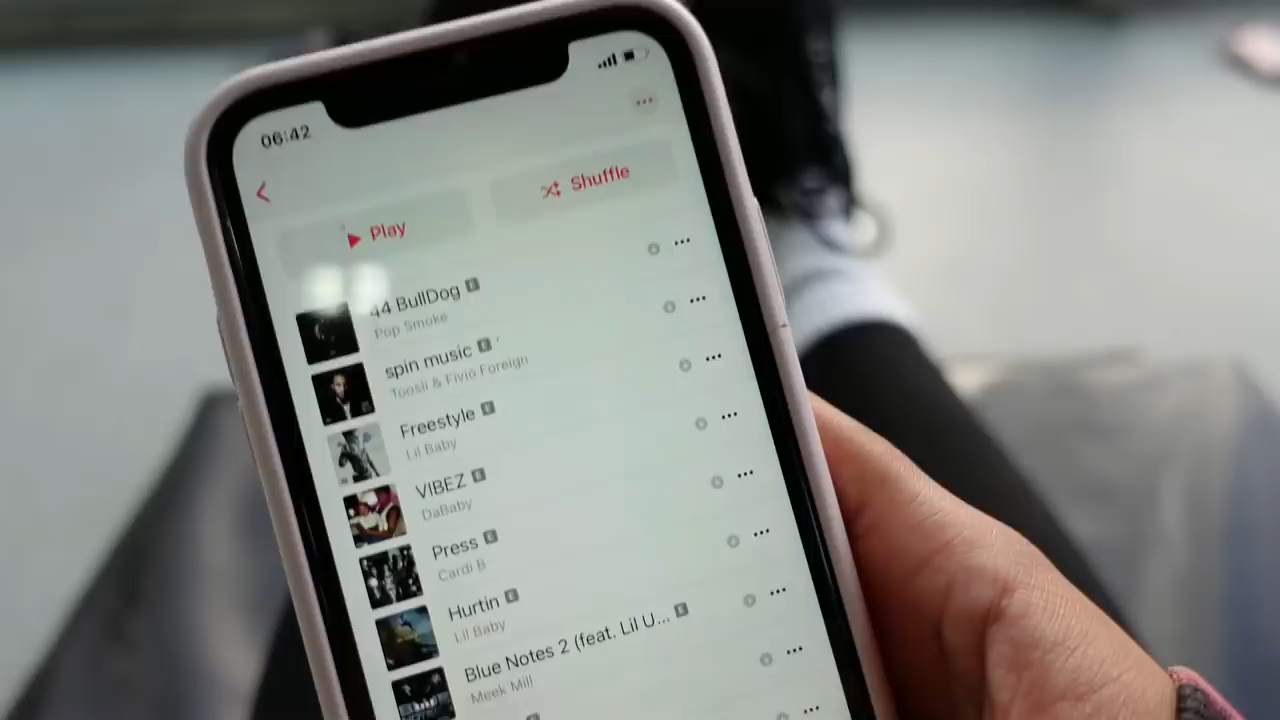 06:42
Play
Shuffle
44 BullDog E
Pop Smoke
spin music E
Toosii & Fivio Foreign
Freestyle E
Lil Baby
VIBEZ E
DaBaby
Press E
Cardi B
Hurtin E
Lil Baby
Blue Notes 2 (feat. Lil U... E
Meek Mill